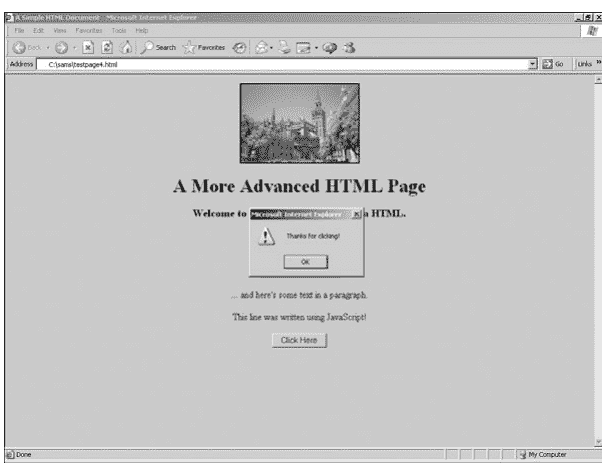 A Simple HTML Document - Microsoft Internet Explorer
File Edit View Favorites Tools Help
Back Search Favorites
Address C:\sams\testpage4.html Go Links »
A More Advanced HTML Page
Welcome to a HTML.
Microsoft Internet Explorer
Thanks for clicking!
OK
... and here's some text in a paragraph.
This line was written using JavaScript!
Click Here
Done My Computer